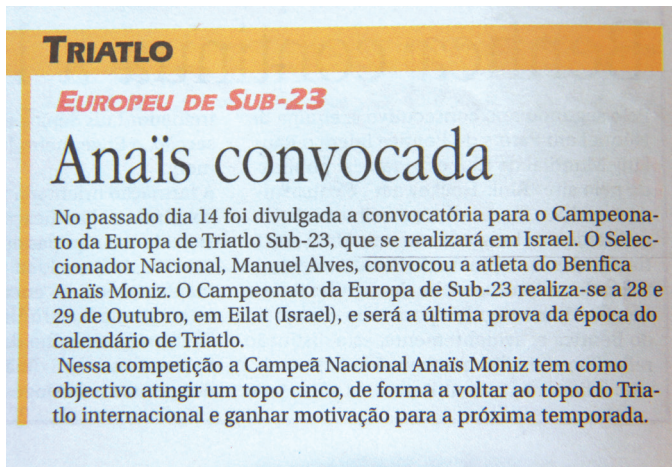 TRIATLO
EUROPEU DE SUB-23
Anaïs convocada
No passado dia 14 foi divulgada a convocatória para o Campeona-
to da Europa de Triatlo Sub-23, que se realizará em Israel. O Selec-
cionador Nacional, Manuel Alves, convocou a atleta do Benfica
Anaïs Moniz. O Campeonato da Europa de Sub-23 realiza-se a 28 e
29 de Outubro, em Eilat (Israel), e será a última prova da época do
calendário de Triatlo.
Nessa competição a Campeã Nacional Anaïs Moniz tem como
objectivo atingir um topo cinco, de forma a voltar ao topo do Tria-
tlo internacional e ganhar motivação para a próxima temporada.